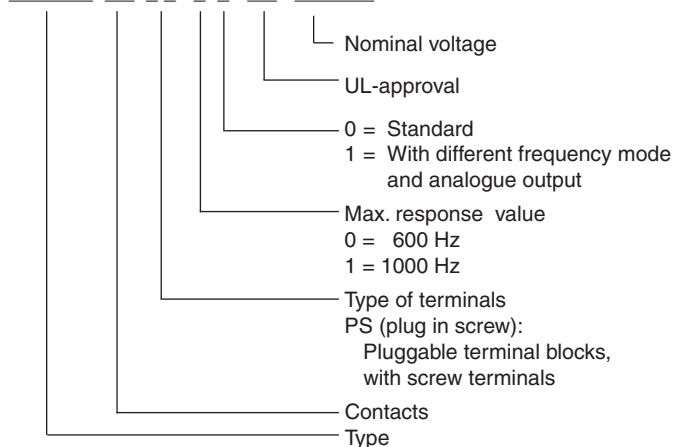 Nominal voltage
UL-approval
0 = Standard
1 = With different frequency mode
and analogue output
Max. response value
0 = 600 Hz
1 = 1000 Hz
Type of terminals
PS (plug in screw):
Pluggable terminal blocks,
with screw terminals
Contacts
Type